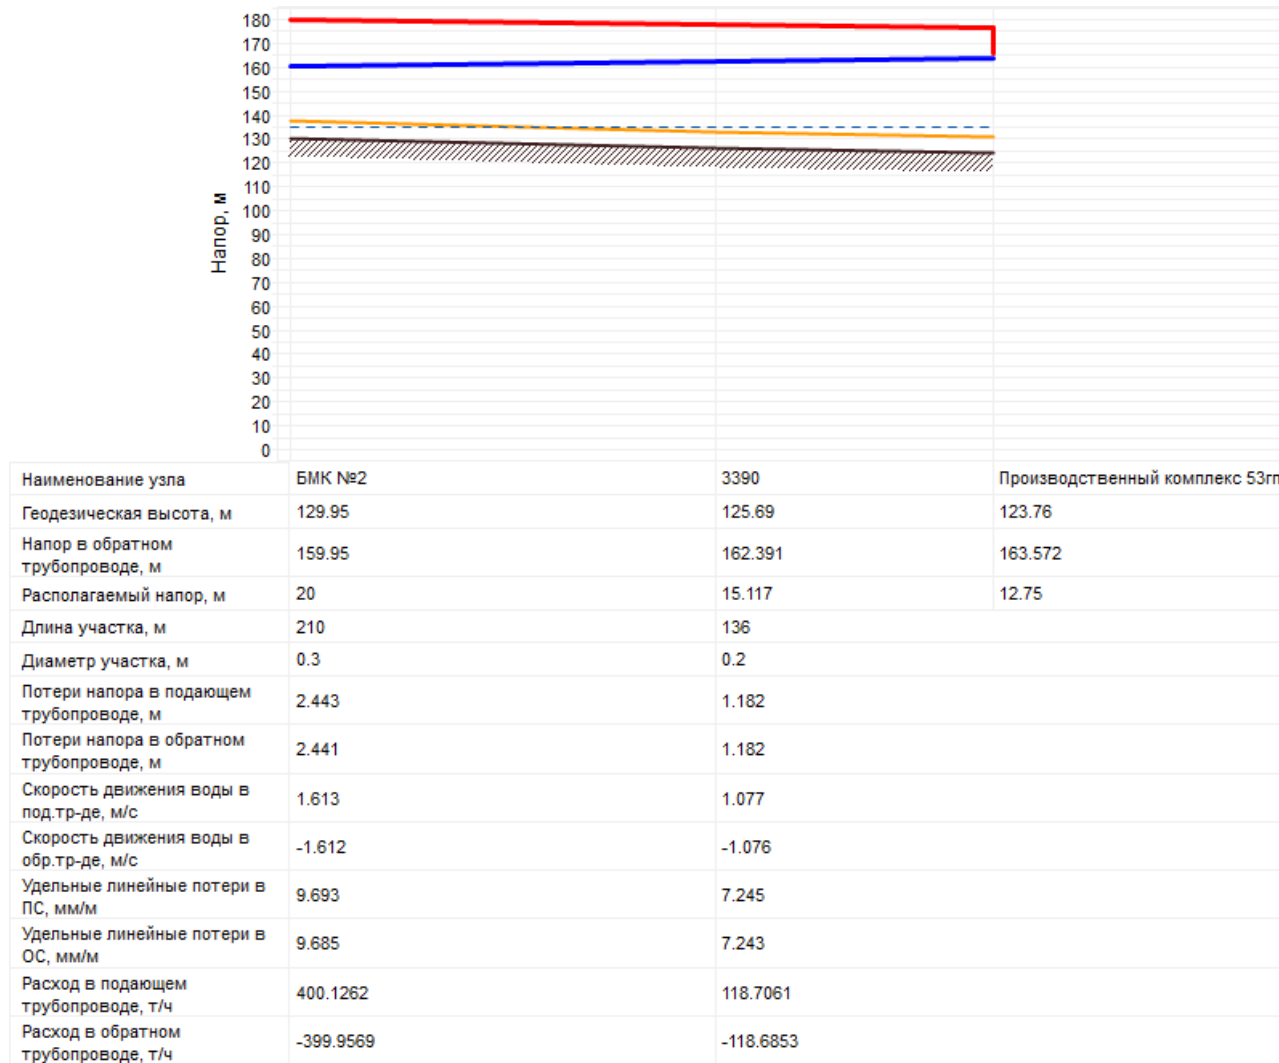 180
170
160
150
140
130
120
110
100
90
80
70
60
50
40
30
20
10
0
Напор, м
Наименование узла БМК №2 3390 Производственный комплекс 53гп
Геодезическая высота, м 129.95 125.69 123.76
Напор в обратном
трубопроводе, м 159.95 162.391 163.572
Располагаемый напор, м 20 15.117 12.75
Длина участка, м 210 136
Диаметр участка, м 0.3 0.2
Потери напора в подающем
трубопроводе, м 2.443 1.182
Потери напора в обратном
трубопроводе, м 2.441 1.182
Скорость движения воды в
под.тр-де, м/с 1.613 1.077
Скорость движения воды в
обр.тр-де, м/с -1.612 -1.076
Удельные линейные потери в
ПС, мм/м 9.693 7.245
Удельные линейные потери в
ОС, мм/м 9.685 7.243
Расход в подающем
трубопроводе, т/ч 400.1262 118.7061
Расход в обратном
трубопроводе, т/ч -399.9569 -118.6853